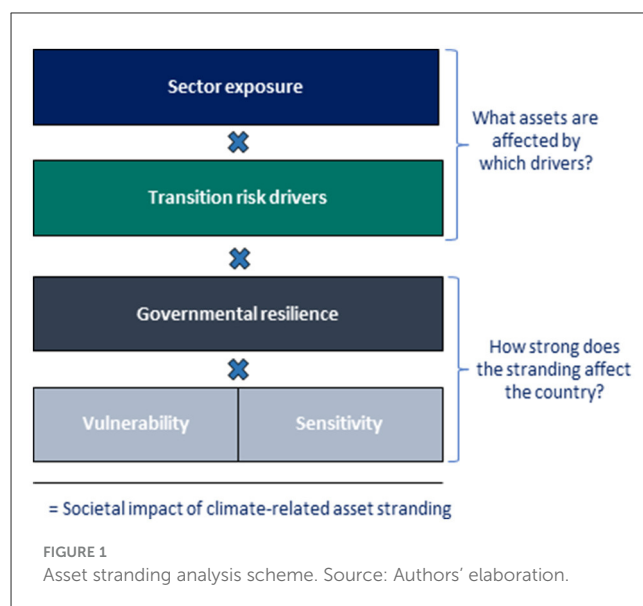 Sector exposure
What assets are
affected by
which drivers?
Transition risk drivers
Governmental resilience
How strong does
the stranding affect
the country?
Vulnerability
Sensitivity
= Societal impact of climate-related asset stranding
FIGURE 1
Asset stranding analysis scheme. Source: Authors' elaboration.